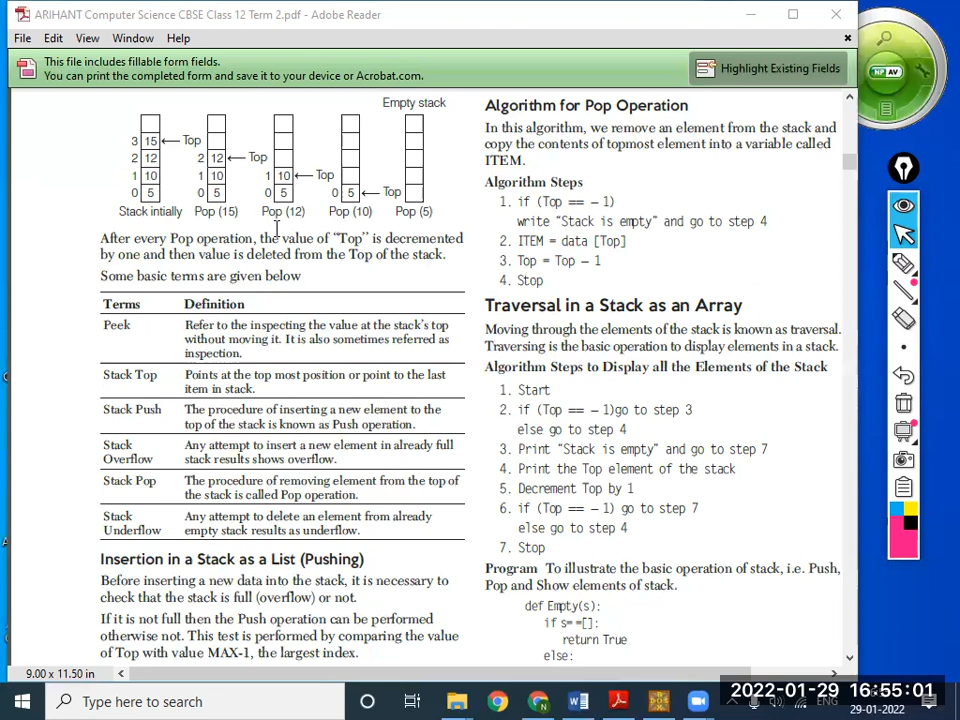 ARIHANT Computer Science CBSE Class 12 Term 2.pdf - Adobe Reader
File Edit View Window Help
This file includes fillable form fields.
You can print the completed form and save it to your device or Acrobat.com.
Highlight Existing Fields
Empty stack
3 15 Top
2 12 2 12 Top
1 10 1 10 1 10 Top
0 5 0 5 0 5 0 5 Top
Stack intially Pop (15) Pop (12) Pop (10) Pop (5)
After every Pop operation, the value of “Top” is decremented
by one and then value is deleted from the Top of the stack.
Some basic terms are given below
Terms Definition
Peek Refer to the inspecting the value at the stack's top
without moving it. It is also sometimes referred as
inspection.
Stack Top Points at the top most position or point to the last
item in stack.
Stack Push The procedure of inserting a new element to the
top of the stack is known as Push operation.
Stack Any attempt to insert a new element in already full
Overflow stack results shows overflow.
Stack Pop The procedure of removing element from the top of
the stack is called Pop operation.
Stack Any attempt to delete an element from already
Underflow empty stack results as underflow.
Insertion in a Stack as a List (Pushing)
Before inserting a new data into the stack, it is necessary to
check that the stack is full (overflow) or not.
If it is not full then the Push operation can be performed
otherwise not. This test is performed by comparing the value
of Top with value MAX-1, the largest index.
Algorithm for Pop Operation
In this algorithm, we remove an element from the stack and
copy the contents of topmost element into a variable called
ITEM.
Algorithm Steps
1. if (Top == – 1)
write “Stack is empty” and go to step 4
2. ITEM = data [Top]
3. Top = Top – 1
4. Stop
Traversal in a Stack as an Array
Moving through the elements of the stack is known as traversal.
Traversing is the basic operation to display elements in a stack.
Algorithm Steps to Display all the Elements of the Stack
1. Start
2. if (Top == – 1)go to step 3
else go to step 4
3. Print “Stack is empty” and go to step 7
4. Print the Top element of the stack
5. Decrement Top by 1
6. if (Top == – 1) go to step 7
else go to step 4
7. Stop
Program To illustrate the basic operation of stack, i.e. Push,
Pop and Show elements of stack.
def Empty(s):
if s= =[]:
return True
else:
9.00 x 11.50 in
Type here to search
2022-01-29 16:55:01
ENG
29-01-2022